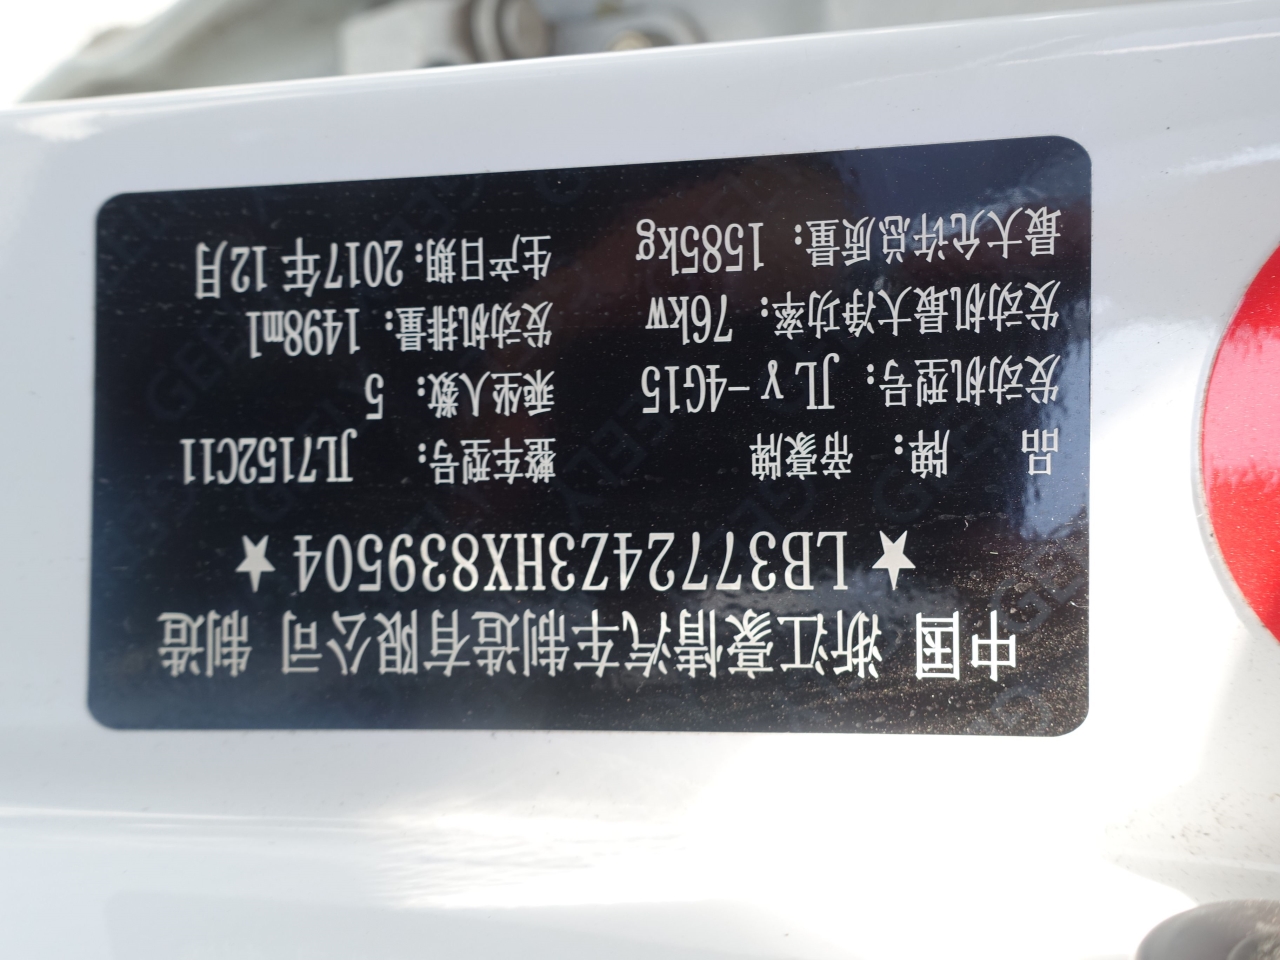 中国 浙江豪情汽车制造有限公司 制造
★LB37724Z3HX839504★
品 牌: 帝豪牌 整车型号: JL7152C11
发动机型号: JLγ-4G15 乘坐人数: 5
发动机最大净功率: 76kw 发动机排量: 1498ml
最大允许总质量: 1585kg 生产日期: 2017年12月